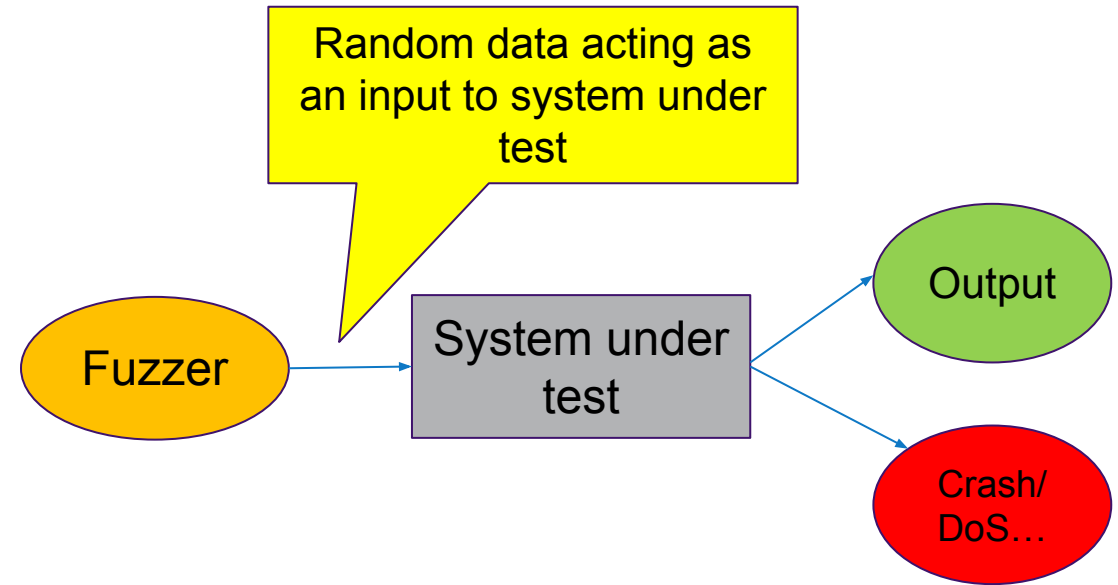 Random data acting as
an input to system under
test
Fuzzer
System under
test
Output
Crash/
DoS…